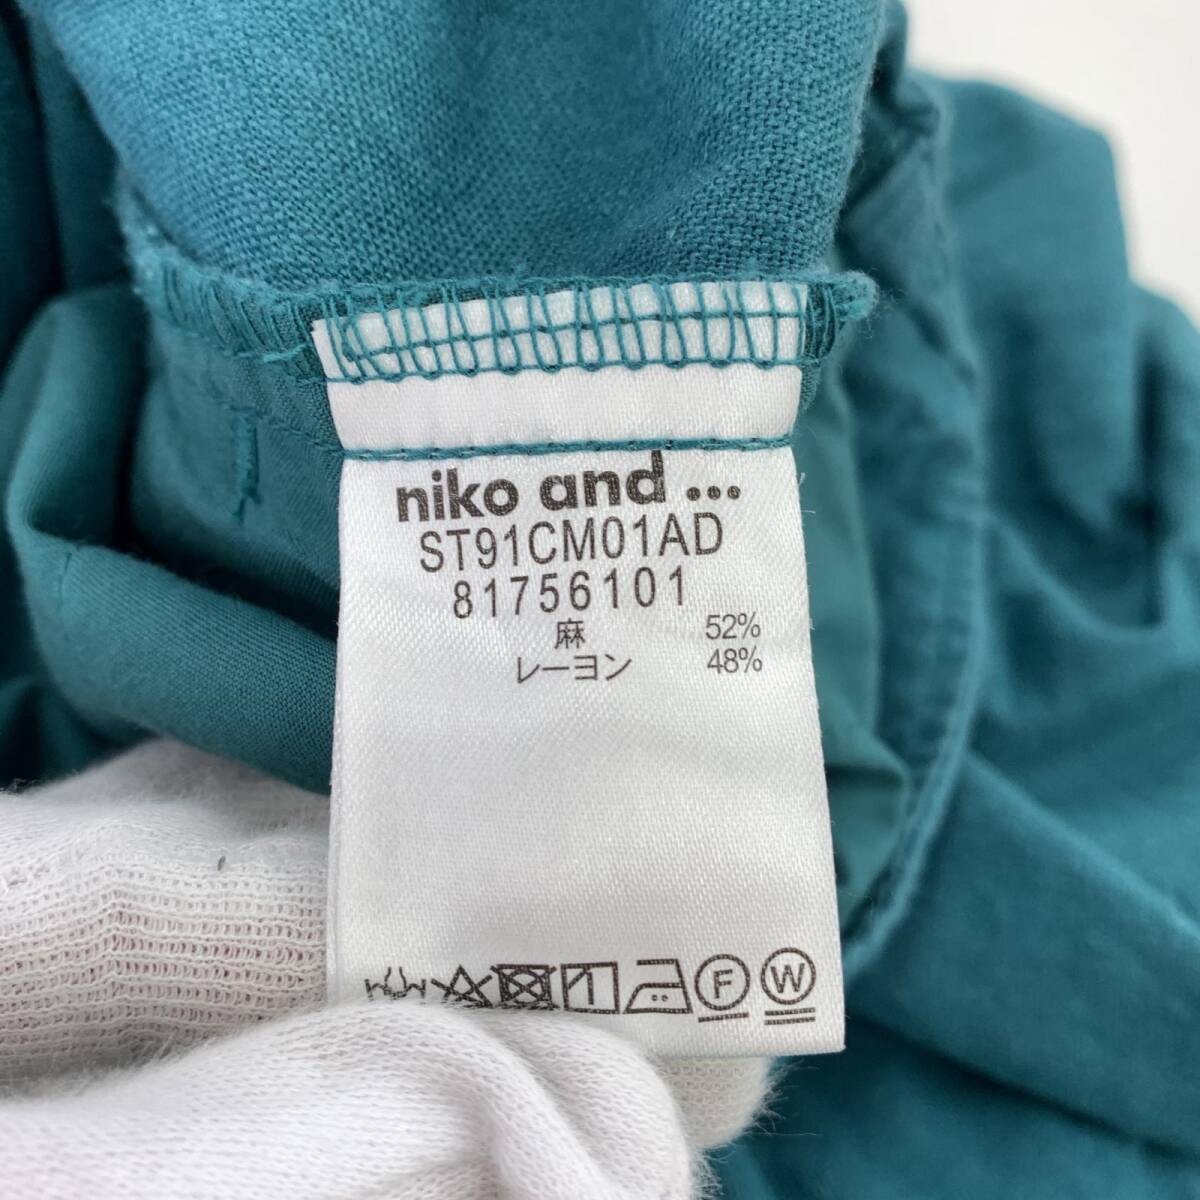 niko and ...
ST91CM01AD
81756101
麻 52%
レーヨン 48%
F W